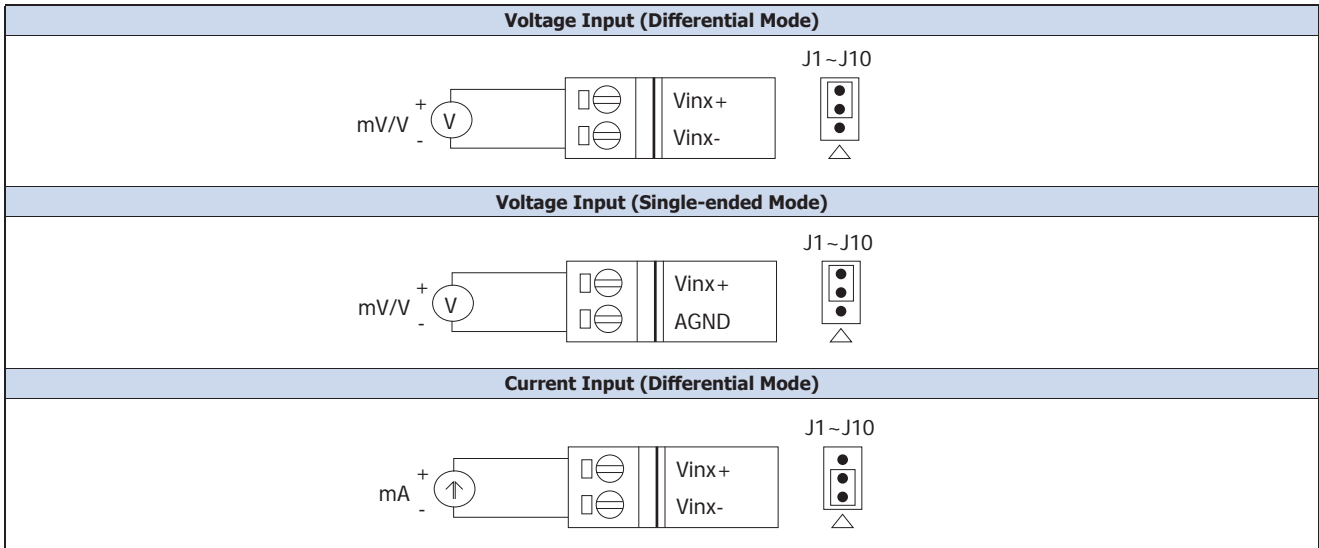 Voltage Input (Differential Mode)
J1~J10
mV/V
+
-
V
Vinx+
Vinx-
Voltage Input (Single-ended Mode)
J1~J10
mV/V
+
-
V
Vinx+
AGND
Current Input (Differential Mode)
J1~J10
mA
+
-
Vinx+
Vinx-